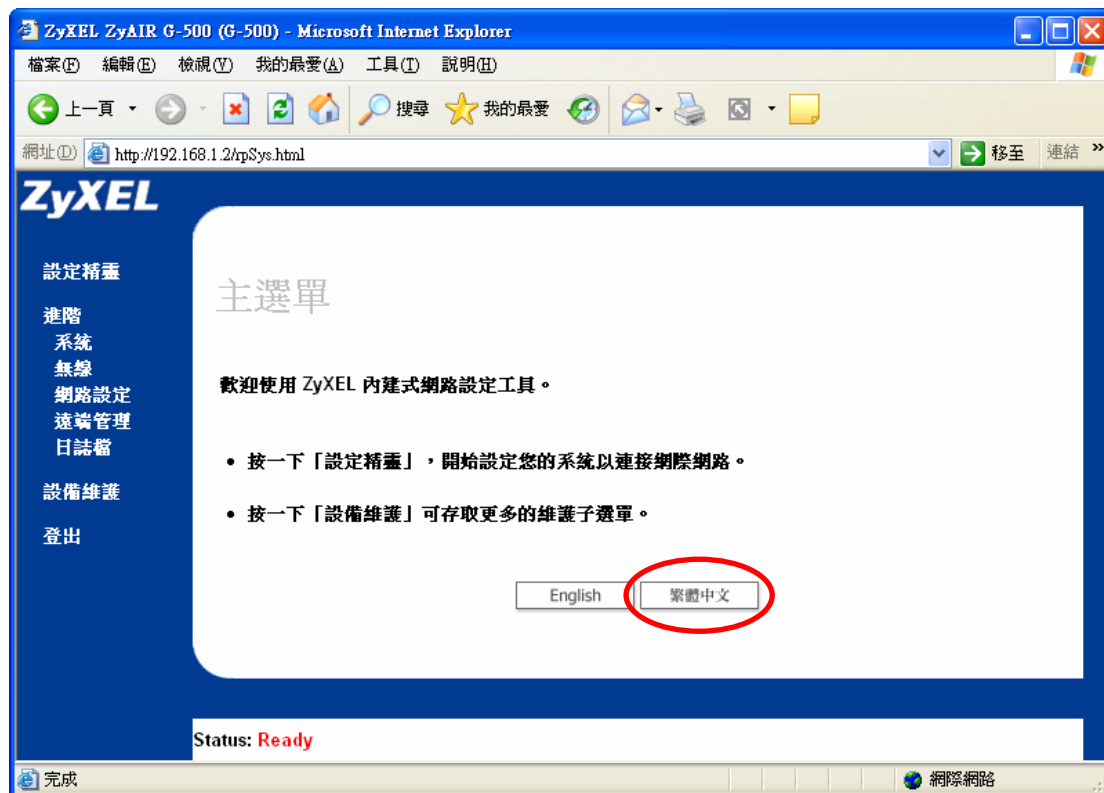 ZyXEL ZyAIR G-500 (G-500) - Microsoft Internet Explorer
檔案(F) 編輯(E) 檢視(V) 我的最愛(A) 工具(T) 說明(H)
上一頁 搜尋 我的最愛
網址(D) http://192.168.1.2/rpSys.html 移至 連結 »
ZyXEL
設定精靈
進階
系統
無線
網路設定
遠端管理
日誌檔
設備維護
登出
主選單
歡迎使用 ZyXEL 內建式網路設定工具。
• 按一下「設定精靈」，開始設定您的系統以連接網際網路。
• 按一下「設備維護」可存取更多的維護子選單。
English 繁體中文
Status: Ready
完成 網際網路